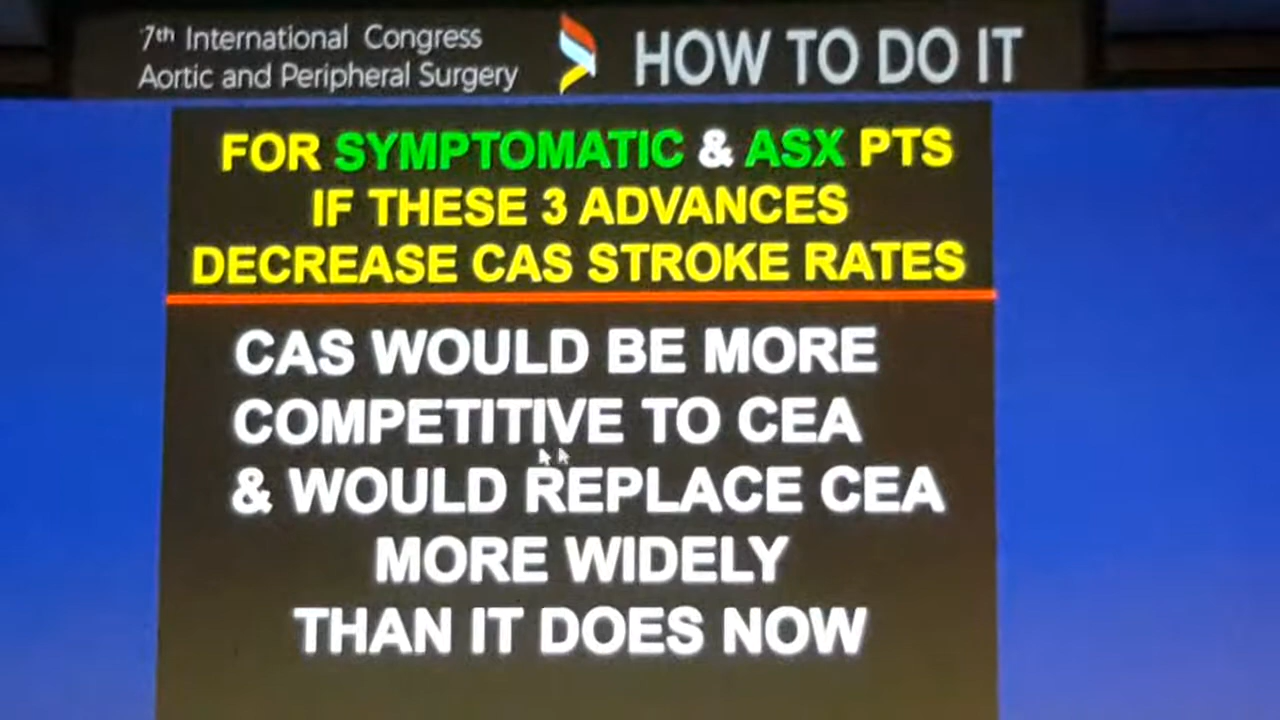 7th International Congress
Aortic and Peripheral Surgery
HOW TO DO IT
FOR SYMPTOMATIC & ASX PTS
IF THESE 3 ADVANCES
DECREASE CAS STROKE RATES
CAS WOULD BE MORE
COMPETITIVE TO CEA
& WOULD REPLACE CEA
MORE WIDELY
THAN IT DOES NOW